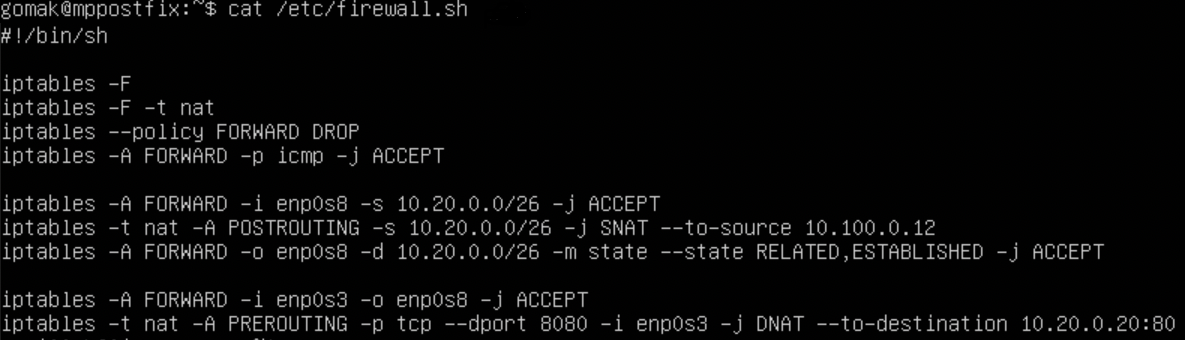 gomak@mppostfix:~$ cat /etc/firewall.sh
#!/bin/sh
iptables -F
iptables -F -t nat
iptables --policy FORWARD DROP
iptables -A FORWARD -p icmp -j ACCEPT
iptables -A FORWARD -i enp0s8 -s 10.20.0.0/26 -j ACCEPT
iptables -t nat -A POSTROUTING -s 10.20.0.0/26 -j SNAT --to-source 10.100.0.12
iptables -A FORWARD -o enp0s8 -d 10.20.0.0/26 -m state --state RELATED,ESTABLISHED -j ACCEPT
iptables -A FORWARD -i enp0s3 -o enp0s8 -j ACCEPT
iptables -t nat -A PREROUTING -p tcp --dport 8080 -i enp0s3 -j DNAT --to-destination 10.20.0.20:80